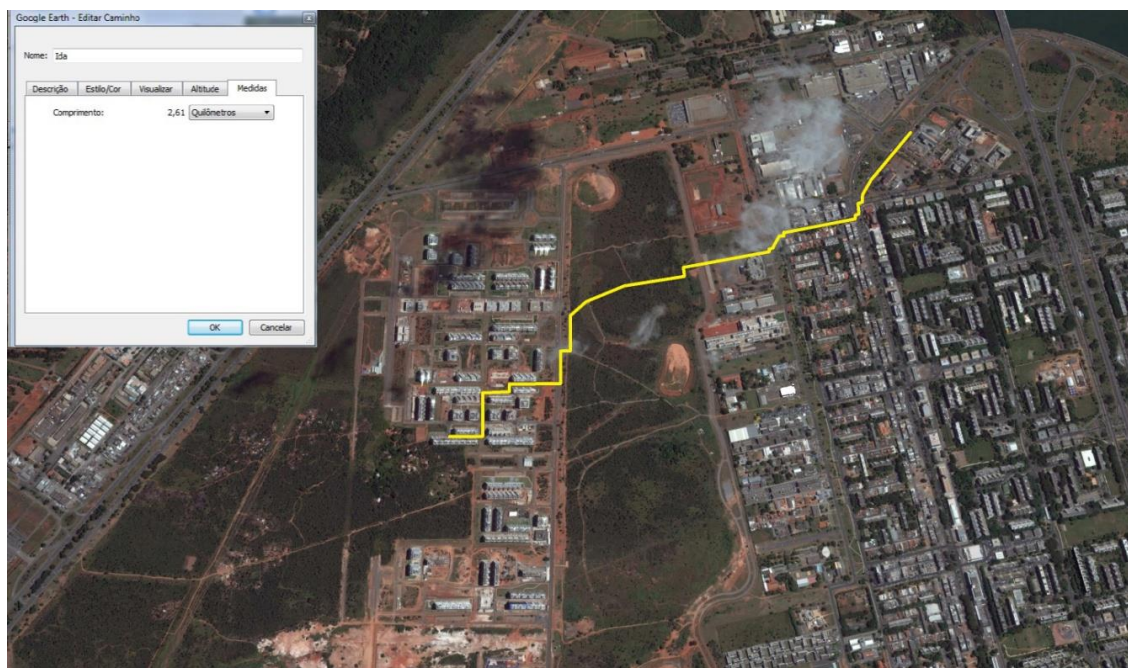 Google Earth - Editar Caminho
Nome: Ida
Descrição Estilo/Cor Visualizar Altitude Medidas
Comprimento: 2,61 Quilômetros
OK Cancelar